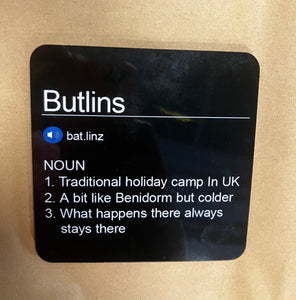 Butlins
bat.linz
NOUN
1. Traditional holiday camp In UK
2. A bit like Benidorm but colder
3. What happens there always
stays there